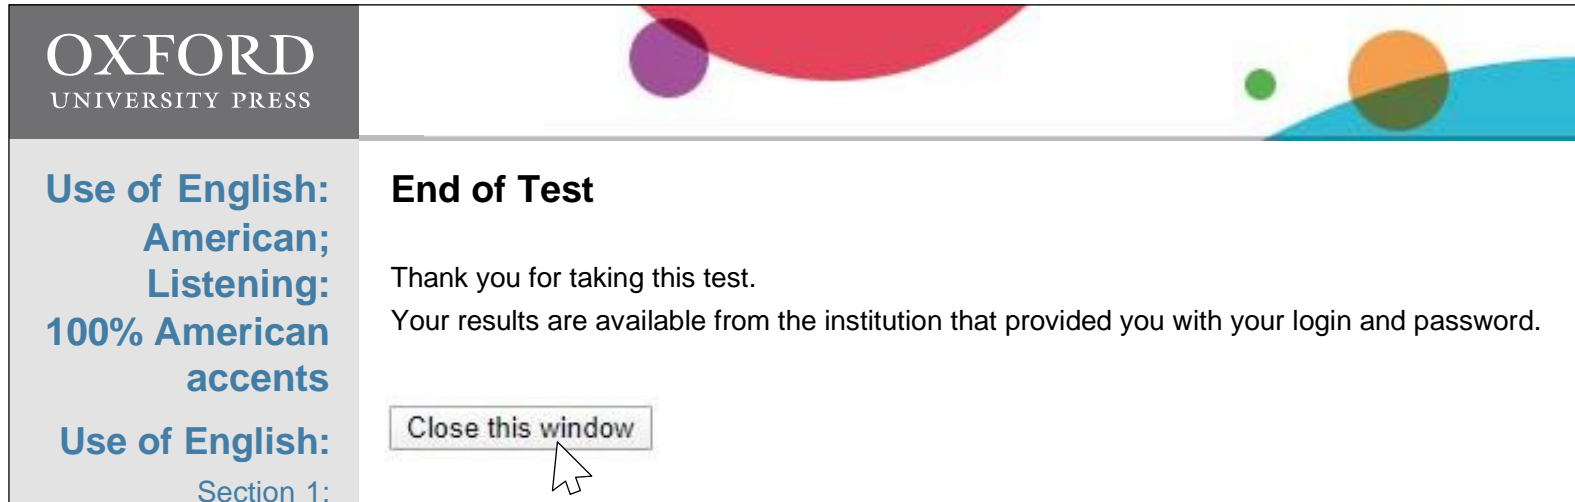 OXFORD
UNIVERSITY PRESS
Use of English:
American;
Listening:
100% American
accents
Use of English:
Section 1:
End of Test
Thank you for taking this test.
Your results are available from the institution that provided you with your login and password.
Close this window